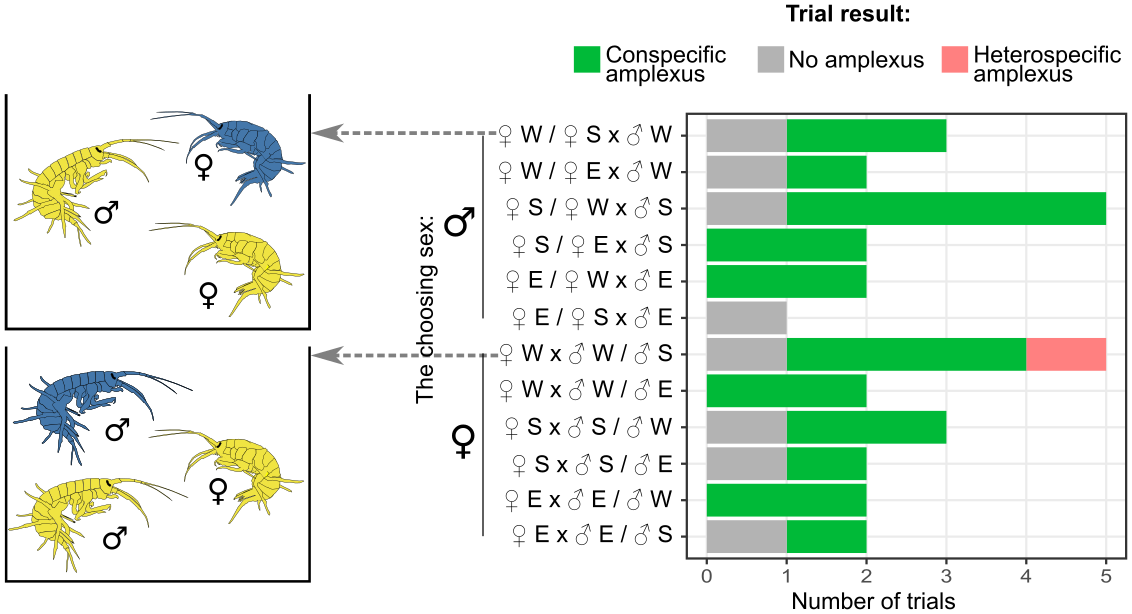 Trial result:
Conspecific
amplexus
No amplexus
Heterospecific
amplexus
♀ W / ♀ S x ♂ W
♀ W / ♀ E x ♂ W
♀ S / ♀ W x ♂ S
♀ S / ♀ E x ♂ S
♀ E / ♀ W x ♂ E
♀ E / ♀ S x ♂ E
♀ W x ♂ W / ♂ S
♀ W x ♂ W / ♂ E
♀ S x ♂ S / ♂ W
♀ S x ♂ S / ♂ E
♀ E x ♂ E / ♂ W
♀ E x ♂ E / ♂ S
The choosing sex:
♂
♀
♀
♂
♀
♂
♀
♂
0 1 2 3 4 5
Number of trials